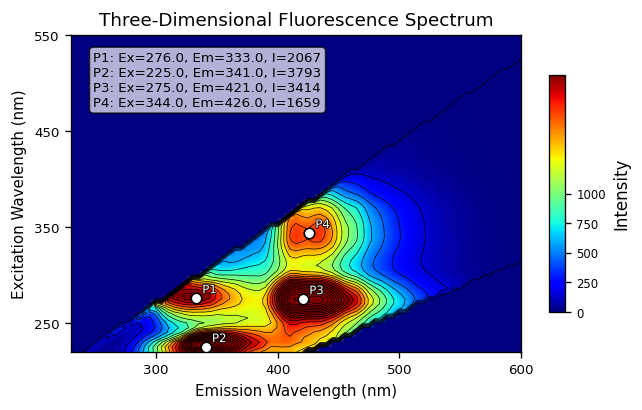 Three-Dimensional Fluorescence Spectrum
550
450
350
250
Excitation Wavelength (nm)
P1: Ex=276.0, Em=333.0, I=2067
P2: Ex=225.0, Em=341.0, I=3793
P3: Ex=275.0, Em=421.0, I=3414
P4: Ex=344.0, Em=426.0, I=1659
P4
P1
P3
P2
300
400
500
600
Emission Wavelength (nm)
1000
750
500
250
0
Intensity